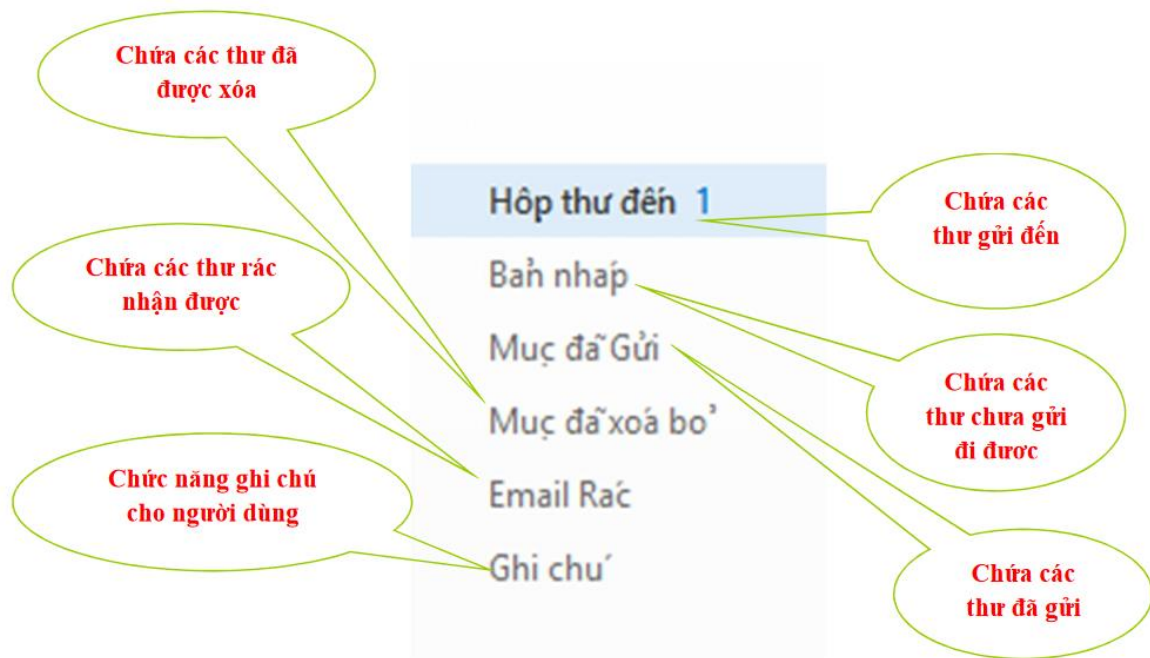 Chứa các thư đã
được xóa
Hôp thư đến 1
Chứa các
thư gửi đến
Chứa các thư rác
nhận được
Bản nháp
Mục đã Gửi
Chứa các
thư chưa gửi
đi đươc
Mục đã xoá bỏ
Chức năng ghi chú
cho người dùng
Email Rác
Ghi chú
Chứa các
thư đã gửi